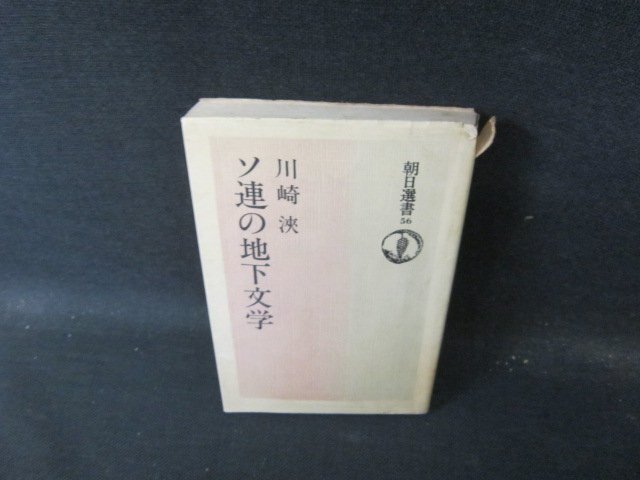 朝日選書
56
川崎 浹
ソ連の地下文学